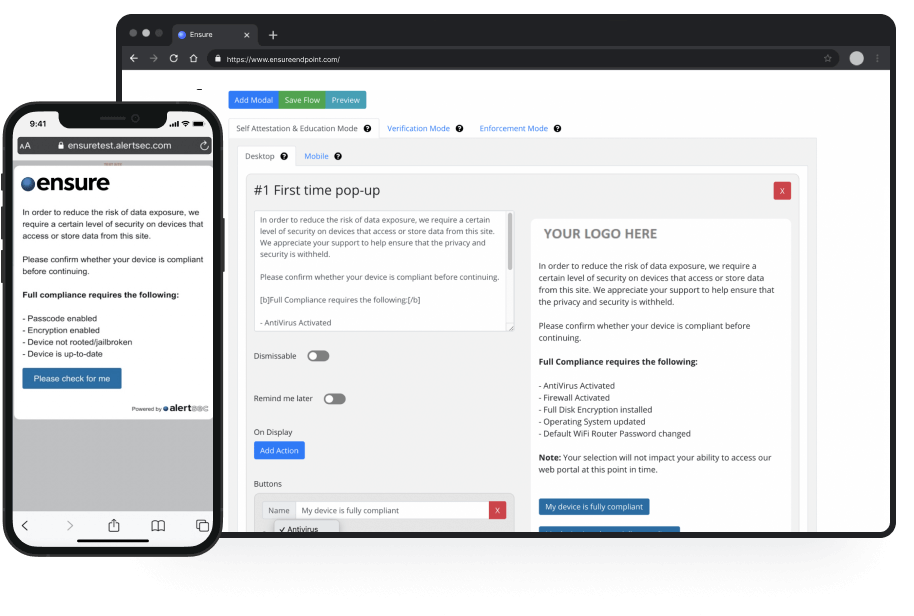 Ensure
https://www.ensureendpoint.com/
Add Modal
Save Flow
Preview
Self Attestation & Education Mode
Verification Mode
Enforcement Mode
Desktop
Mobile
#1 First time pop-up
X
In order to reduce the risk of data exposure, we require a certain
level of security on devices that access or store data from this site.
We appreciate your support to help ensure that the privacy and
security is withheld.
Please confirm whether your device is compliant before continuing.
[b]Full Compliance requires the following:[/b]
- AntiVirus Activated
Dismissable
Remind me later
On Display
Add Action
Buttons
Name
My device is fully compliant
X
✓ Antivirus
YOUR LOGO HERE
In order to reduce the risk of data exposure, we require a
certain level of security on devices that access or store data
from this site. We appreciate your support to help ensure that
the privacy and security is withheld.
Please confirm whether your device is compliant before
continuing.
Full Compliance requires the following:
- AntiVirus Activated
- Firewall Activated
- Full Disk Encryption installed
- Operating System updated
- Default WiFi Router Password changed
Note: Your selection will not impact your ability to access our
web portal at this point in time.
My device is fully compliant
9:41
AA
ensuretest.alertsec.com
ensure
In order to reduce the risk of data exposure, we
require a certain level of security on devices that
access or store data from this site.
Please confirm whether your device is compliant
before continuing.
Full compliance requires the following:
- Passcode enabled
- Encryption enabled
- Device not rooted/jailbroken
- Device is up-to-date
Please check for me
Powered by alertsec